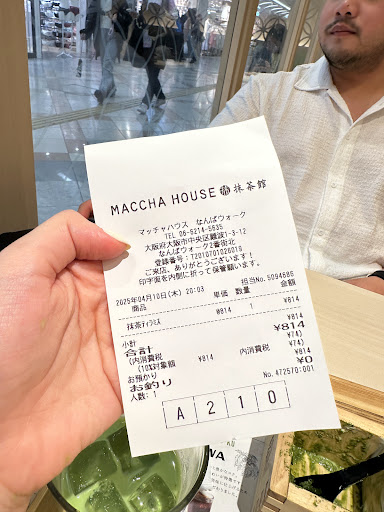 MACCHA HOUSE 抹茶館
マッチャハウス なんばウォーク
TEL 06-6214-5635
大阪府大阪市中央区難波1-3-12
なんばウォーク2番街北
登録番号:T2010701026019
ご来店、ありがとうございます!
印字面を内側に折って保管願います。
2025年04月10日(木) 20:03 担当No.5094686
商品 単価 数量 金額
抹茶ティラミス @814 1 ¥814
小計 ¥814
合計 ¥814
(内消費税 ¥74)
(10%対象額 ¥814 内消費税 ¥74)
お預かり
お釣り ¥0
人数: 1 No.472570:001
A 2 1 0